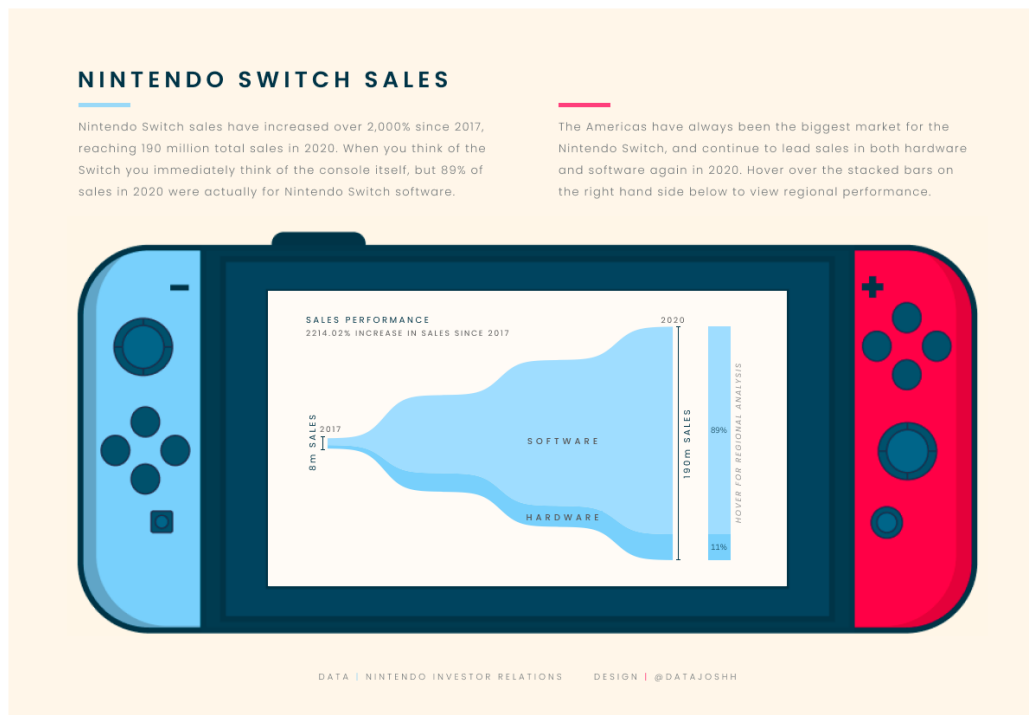 NINTENDO SWITCH SALES
Nintendo Switch sales have increased over 2,000% since 2017,
reaching 190 million total sales in 2020. When you think of the
Switch you immediately think of the console itself, but 89% of
sales in 2020 were actually for Nintendo Switch software.
The Americas have always been the biggest market for the
Nintendo Switch, and continue to lead sales in both hardware
and software again in 2020. Hover over the stacked bars on
the right hand side below to view regional performance.
SALES PERFORMANCE
2214.02% INCREASE IN SALES SINCE 2017
2017
8m SALES
SOFTWARE
HARDWARE
2020
190m SALES
89%
11%
HOVER FOR REGIONAL ANALYSIS
DATA | NINTENDO INVESTOR RELATIONS
DESIGN | @DATAJOSHH